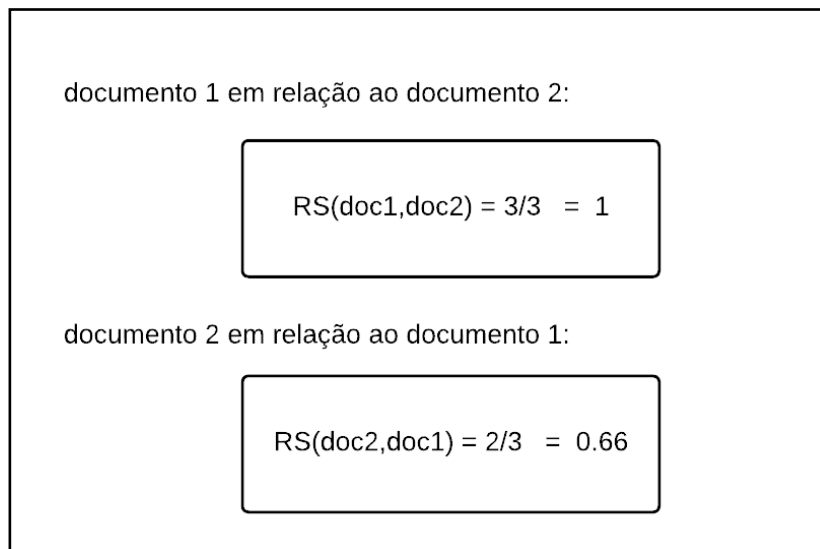 documento 1 em relação ao documento 2:
RS(doc1,doc2) = 3/3 = 1
documento 2 em relação ao documento 1:
RS(doc2,doc1) = 2/3 = 0.66